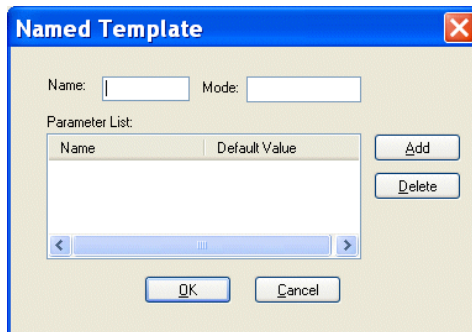 Named Template
Name: Mode:
Parameter List:
Name Default Value
Add
Delete
OK Cancel